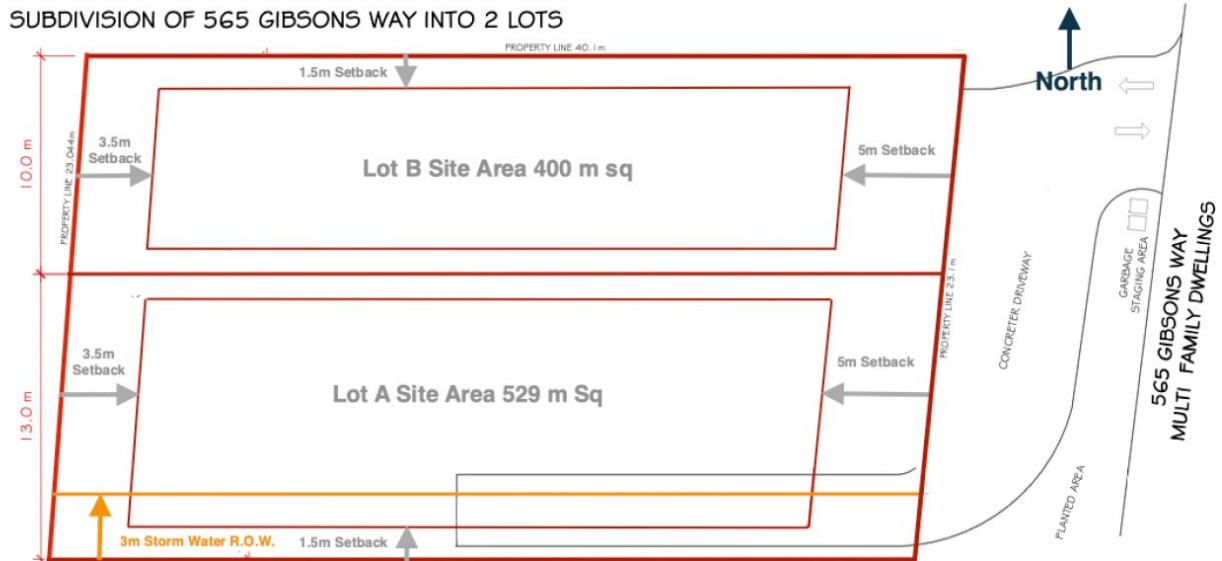 SUBDIVISION OF 565 GIBSONS WAY INTO 2 LOTS
PROPERTY LINE 40.1m
North
1.5m Setback
10.0 m
PROPERTY LINE 23.044m
3.5m
Setback
Lot B Site Area 400 m sq
5m Setback
GARBAGE
STAGING AREA
565 GIBSONS WAY
MULTI FAMILY DWELLINGS
CONCRETER DRIVEWAY
PROPERTY LINE 23.1m
13.0 m
3.5m
Setback
Lot A Site Area 529 m Sq
5m Setback
PLANTED AREA
3m Storm Water R.O.W.
1.5m Setback